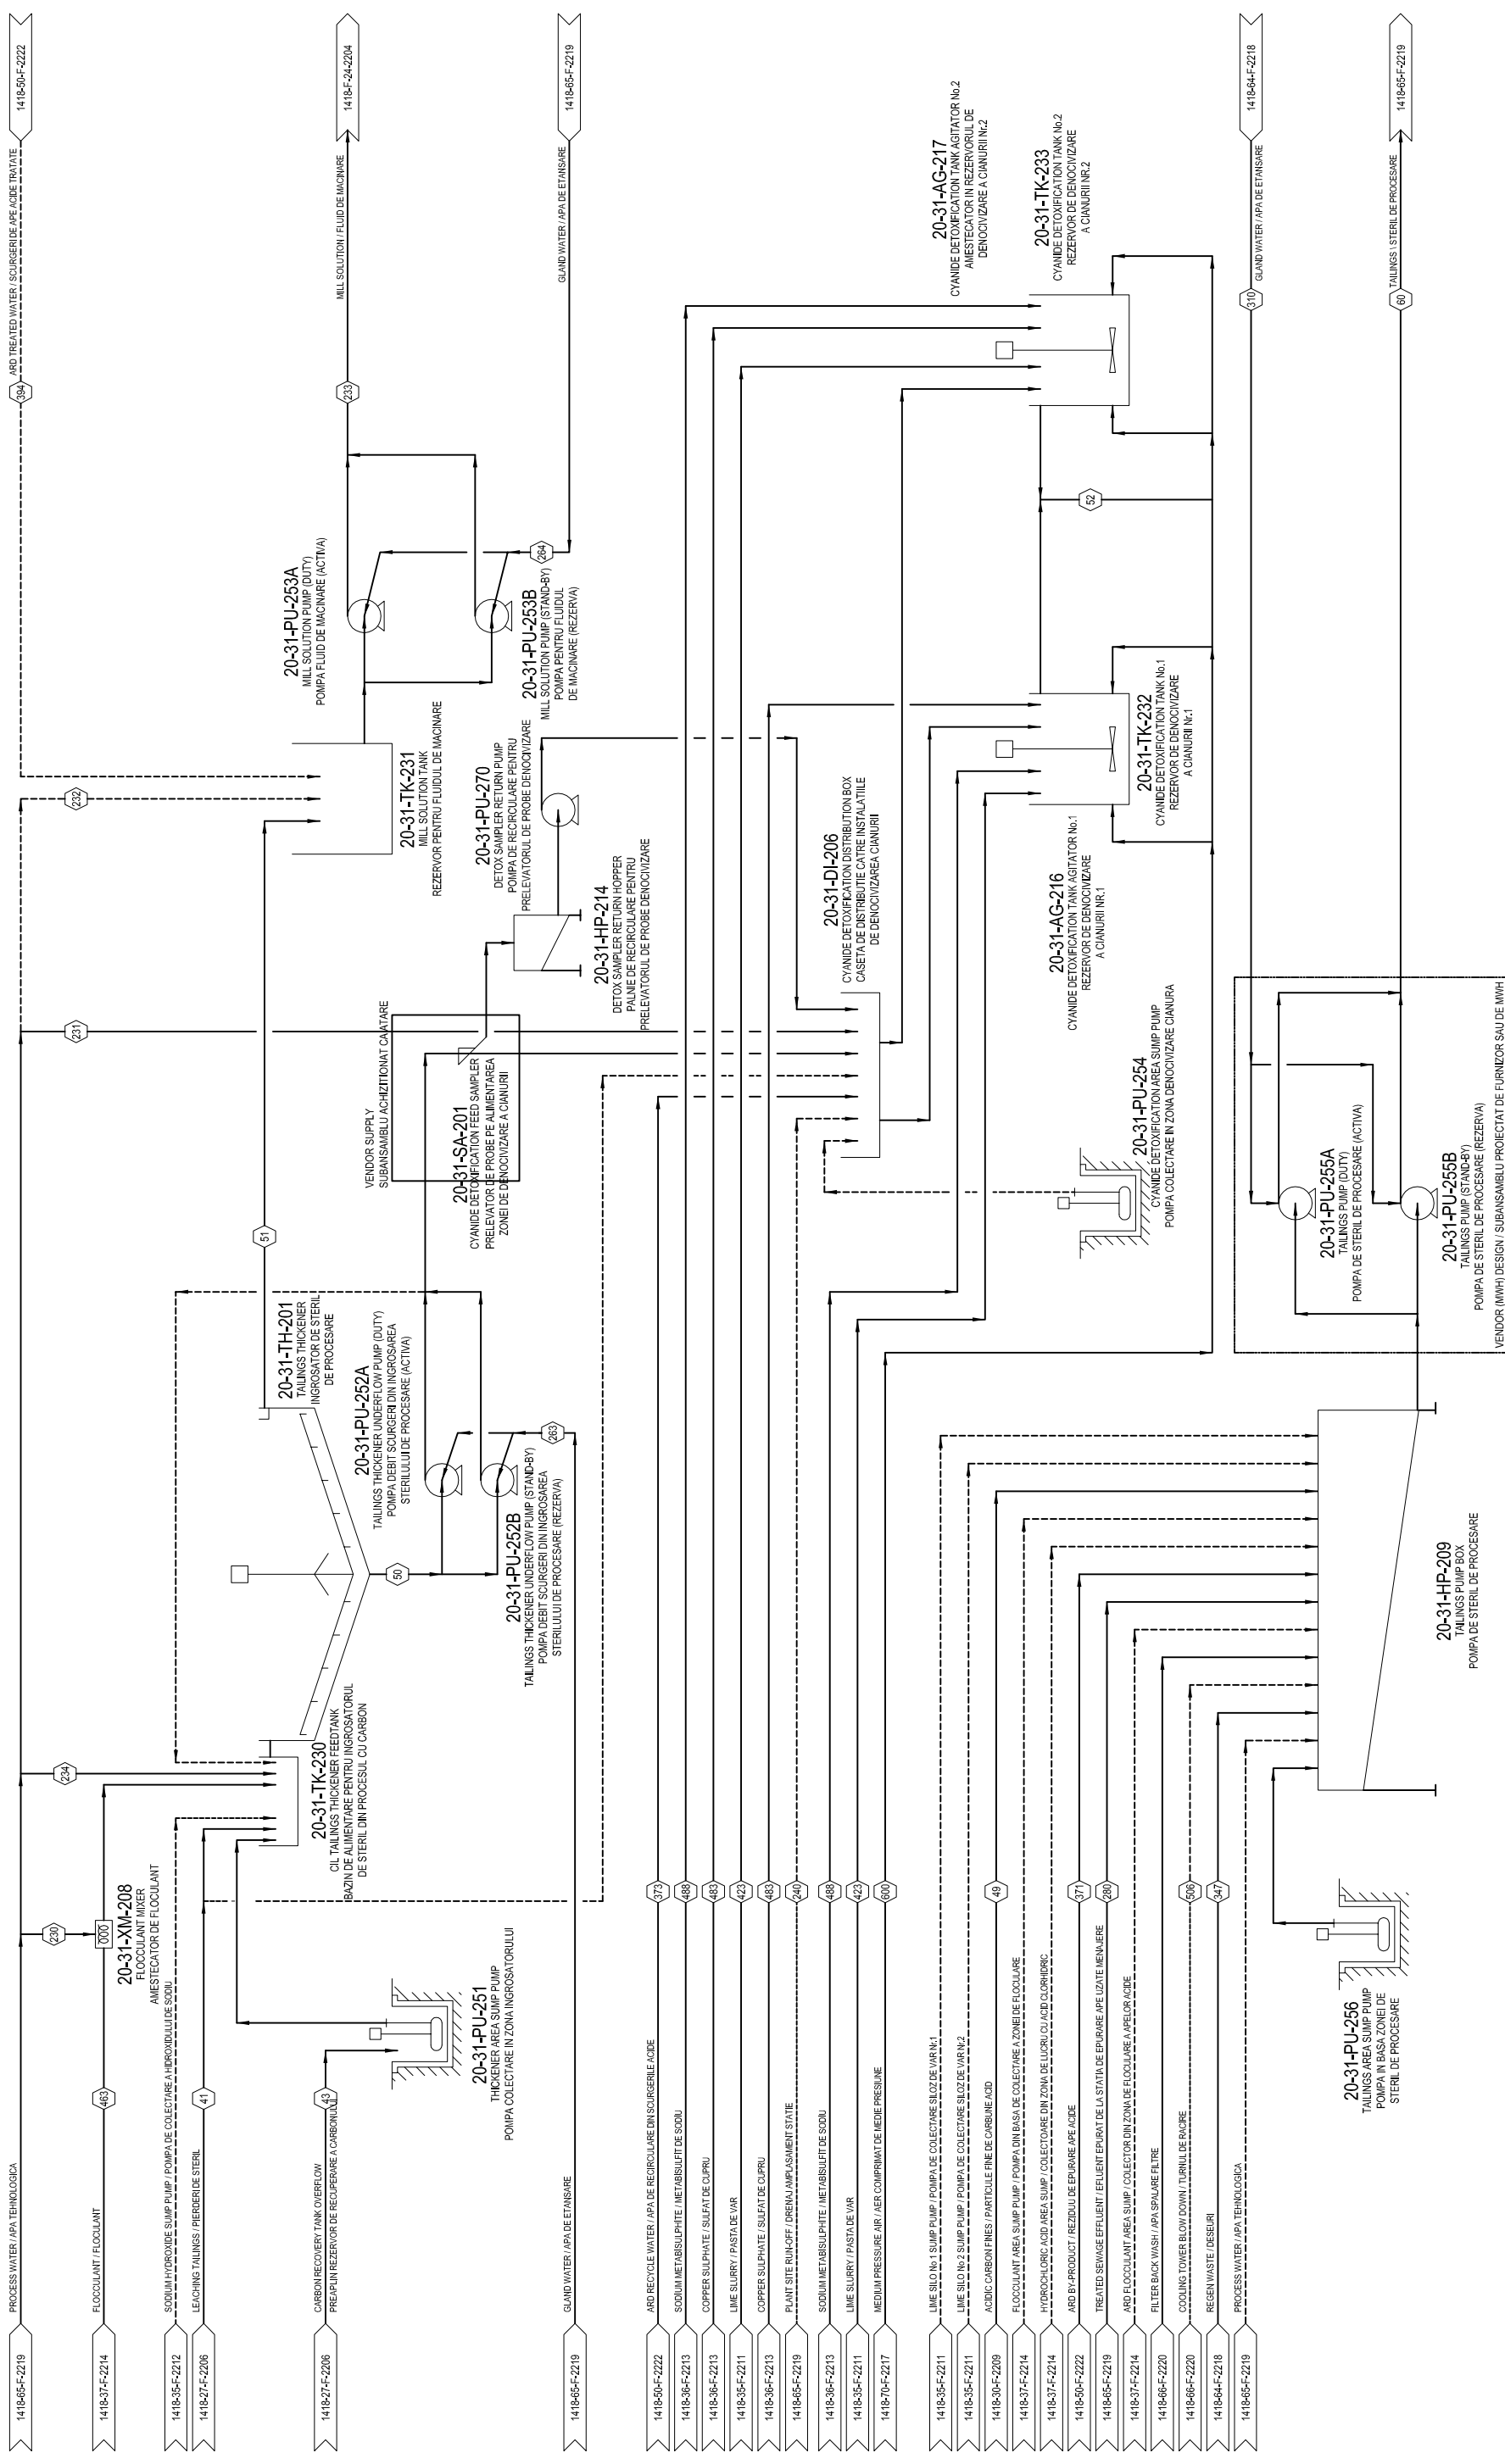 1418-65-F-2219
PROCESS WATER / APA TEHNOLOGICA
394
ARD TREATED WATER / SCURGERI DE APE ACIDE TRATATE
1418-50-F-2222
230
234
231
232
1418-37-F-2214
FLOCCULANT / FLOCULANT
463
20-31-XM-208
FLOCCULANT MIXER
AMESTECATOR DE FLOCULANT
1418-35-F-2212
SODIUM HYDROXIDE SUMP PUMP / POMPA DE COLECTARE A HIDROXIDULUI DE SODIU
1418-27-F-2206
LEACHING TAILINGS / PIERDERI DE STERIL
41
1418-27-F-2206
CARBON RECOVERY TANK OVERFLOW
PREAPLIN REZERVOR DE RECUPERARE A CARBONULUI
43
20-31-PU-251
THICKENER AREA SUMP PUMP
POMPA COLECTARE IN ZONA INGROSATORULUI
20-31-TK-230
CIL TAILINGS THICKENER FEEDTANK
BAZIN DE ALIMENTARE PENTRU INGROSATORUL
DE STERIL DIN PROCESUL CU CARBON
20-31-TH-201
TAILINGS THICKENER
INGROSATOR DE STERIL
DE PROCESARE
51
50
20-31-PU-252A
TAILINGS THICKENER UNDERFLOW PUMP (DUTY)
POMPA DEBIT SCURGERI DIN INGROSAREA
STERILULUI DE PROCESARE (ACTIVA)
20-31-PU-252B
TAILINGS THICKENER UNDERFLOW PUMP (STAND-BY)
POMPA DEBIT SCURGERI DIN INGROSAREA
STERILULUI DE PROCESARE (REZERVA)
263
1418-65-F-2219
GLAND WATER / APA DE ETANSARE
VENDOR SUPPLY
SUBANSAMBLU ACHIZITIONAT CA ATARE
20-31-SA-201
CYANIDE DETOXIFICATION FEED SAMPLER
PRELEVATOR DE PROBE PE ALIMENTAREA
ZONEI DE DENOCIVIZARE A CIANURII
20-31-TK-231
MILL SOLUTION TANK
REZERVOR PENTRU FLUIDUL DE MACINARE
20-31-PU-253A
MILL SOLUTION PUMP (DUTY)
POMPA FLUID DE MACINARE (ACTIVA)
20-31-PU-253B
MILL SOLUTION PUMP (STAND-BY)
POMPA PENTRU FLUIDUL
DE MACINARE (REZERVA)
233
MILL SOLUTION / FLUID DE MACINARE
1418-F-24-2204
264
GLAND WATER / APA DE ETANSARE
1418-65-F-2219
20-31-PU-270
DETOX SAMPLER RETURN PUMP
POMPA DE RECIRCULARE PENTRU
PRELEVATORUL DE PROBE DENOCIVIZARE
20-31-HP-214
DETOX SAMPLER RETURN HOPPER
PALNIE DE RECIRCULARE PENTRU
PRELEVATORUL DE PROBE DENOCIVIZARE
1418-50-F-2222
ARD RECYCLE WATER / APA DE RECIRCULARE DIN SCURGERILE ACIDE
373
1418-36-F-2213
SODIUM METABISULPHITE / METABISULFIT DE SODIU
488
1418-36-F-2213
COPPER SULPHATE / SULFAT DE CUPRU
483
1418-35-F-2211
LIME SLURRY / PASTA DE VAR
423
1418-36-F-2213
COPPER SULPHATE / SULFAT DE CUPRU
483
1418-65-F-2219
PLANT SITE RUN-OFF / DRENAJ AMPLASAMENT STATIE
240
1418-36-F-2213
SODIUM METABISULPHITE / METABISULFIT DE SODIU
488
1418-35-F-2211
LIME SLURRY / PASTA DE VAR
423
1418-70-F-2217
MEDIUM PRESSURE AIR / AER COMPRIMAT DE MEDIE PRESIUNE
600
20-31-DI-206
CYANIDE DETOXIFICATION DISTRIBUTION BOX
CASETA DE DISTRIBUTIE CATRE INSTALATIILE
DE DENOCIVIZAREA CIANURII
20-31-AG-217
CYANIDE DETOXIFICATION TANK AGITATOR No.2
AMESTECATOR IN REZERVORUL DE
DENOCIVIZARE A CIANURII Nr.2
20-31-TK-233
CYANIDE DETOXIFICATION TANK No.2
REZERVOR DE DENOCIVIZARE
A CIANURII NR.2
52
20-31-AG-216
CYANIDE DETOXIFICATION TANK AGITATOR No.1
REZERVOR DE DENOCIVIZARE
A CIANURII NR.1
20-31-TK-232
CYANIDE DETOXIFICATION TANK No.1
REZERVOR DE DENOCIVIZARE
A CIANURII Nr.1
20-31-PU-254
CYANIDE DETOXIFICATION AREA SUMP PUMP
POMPA COLECTARE IN ZONA DENOCIVIZARE CIANURA
1418-35-F-2211
LIME SILO No 1 SUMP PUMP / POMPA DE COLECTARE SILOZ DE VAR Nr.1
1418-35-F-2211
LIME SILO No 2 SUMP PUMP / POMPA DE COLECTARE SILOZ DE VAR Nr.2
1418-30-F-2209
ACIDIC CARBON FINES / PARTICULE FINE DE CARBUNE ACID
49
1418-37-F-2214
FLOCCULANT AREA SUMP PUMP / POMPA DIN BASA DE COLECTARE A ZONEI DE FLOCULARE
1418-37-F-2214
HYDROCHLORIC ACID AREA SUMP / COLECTOARE DIN ZONA DE LUCRU CU ACID CLORHIDRIC
1418-50-F-2222
ARD BY-PRODUCT / REZIDUU DE EPURARE APE ACIDE
371
1418-65-F-2219
TREATED SEWAGE EFFLUENT / EFLUENT EPURAT DE LA STATIA DE EPURARE APE UZATE MENAJERE
280
1418-37-F-2214
ARD FLOCCULANT AREA SUMP / COLECTOR DIN ZONA DE FLOCULARE A APELOR ACIDE
1418-66-F-2220
FILTER BACK WASH / APA SPALARE FILTRE
1418-66-F-2220
COOLING TOWER BLOW DOWN / TURNUL DE RACIRE
506
1418-64-F-2218
REGEN WASTE / DESEURI
347
1418-65-F-2219
PROCESS WATER / APA TEHNOLOGICA
20-31-PU-256
TAILINGS AREA SUMP PUMP
POMPA IN BASA ZONEI DE
STERIL DE PROCESARE
20-31-HP-209
TAILINGS PUMP BOX
POMPA DE STERIL DE PROCESARE
310
GLAND WATER / APA DE ETANSARE
1418-64-F-2218
60
TAILINGS \ STERIL DE PROCESARE
1418-65-F-2219
20-31-PU-255A
TAILINGS PUMP (DUTY)
POMPA DE STERIL DE PROCESARE (ACTIVA)
20-31-PU-255B
TAILINGS PUMP (STAND-BY)
POMPA DE STERIL DE PROCESARE (REZERVA)
VENDOR (MWH) DESIGN / SUBANSAMBLU PROIECTAT DE FURNIZOR SAU DE MWH